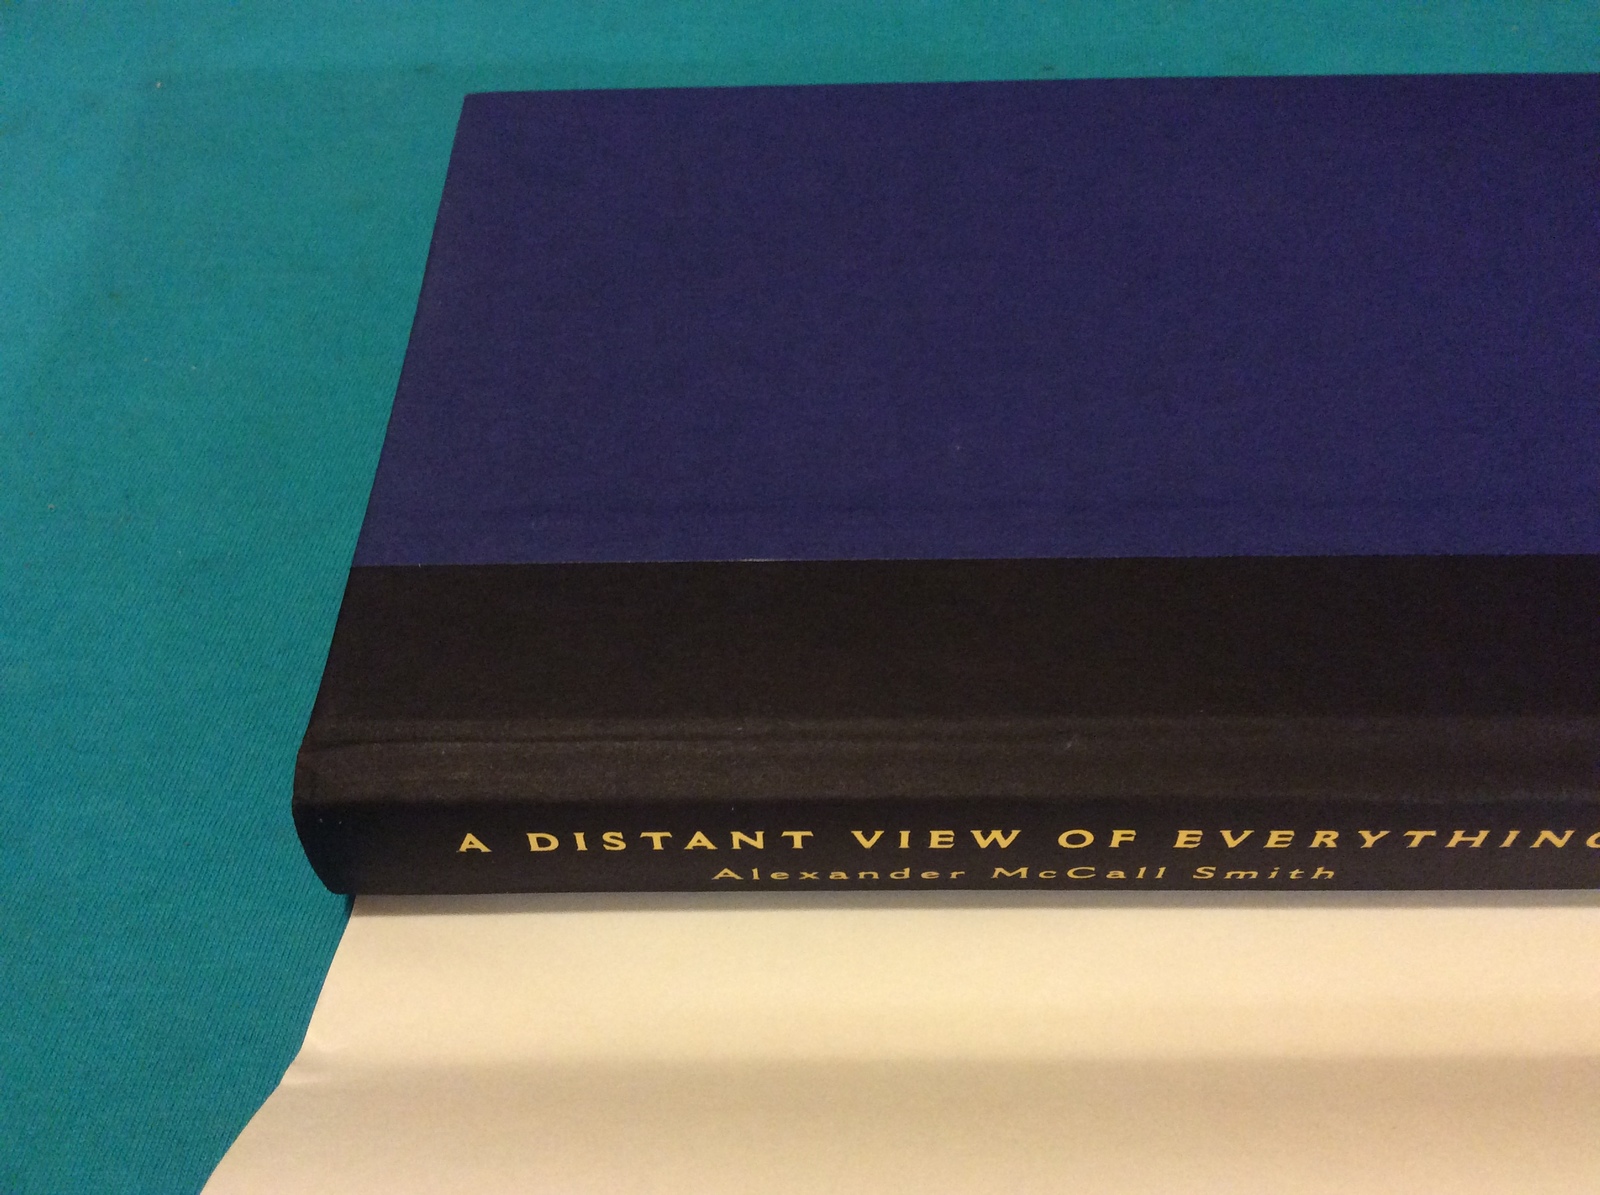 A DISTANT VIEW OF EVERYTHING
Alexander McCall Smith